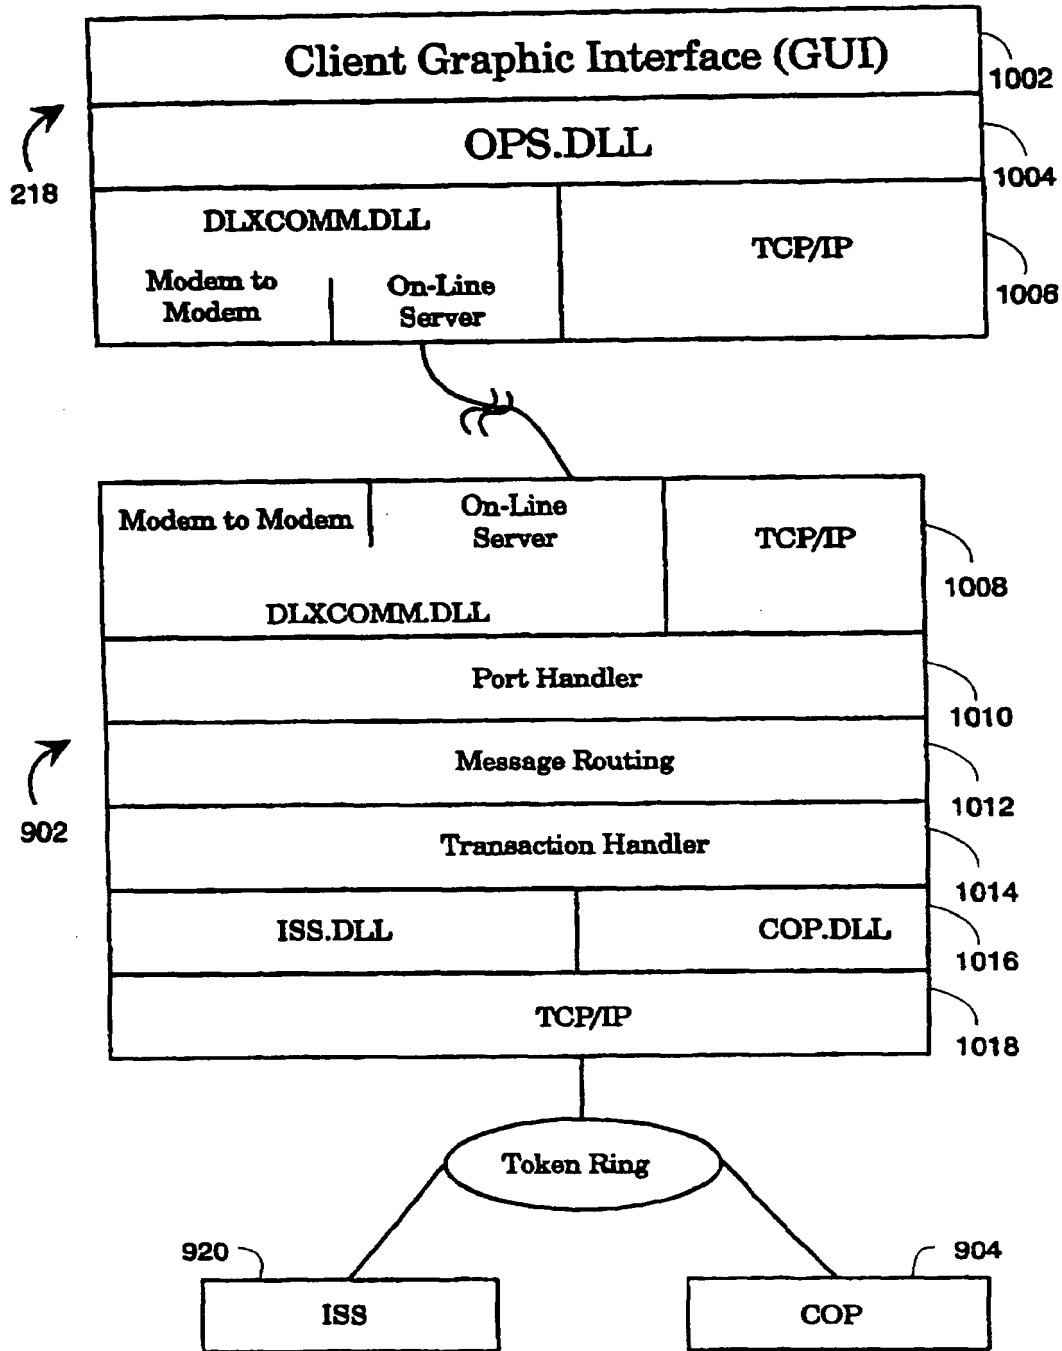 Client Graphic Interface (GUI)
1002
OPS.DLL
1004
218
DLXCOMM.DLL
TCP/IP
1006
Modem to
Modem
On-Line
Server
Modem to Modem
On-Line
Server
TCP/IP
1008
DLXCOMM.DLL
Port Handler
1010
Message Routing
1012
902
Transaction Handler
1014
ISS.DLL
COP.DLL
1016
TCP/IP
1018
Token Ring
920
904
ISS
COP